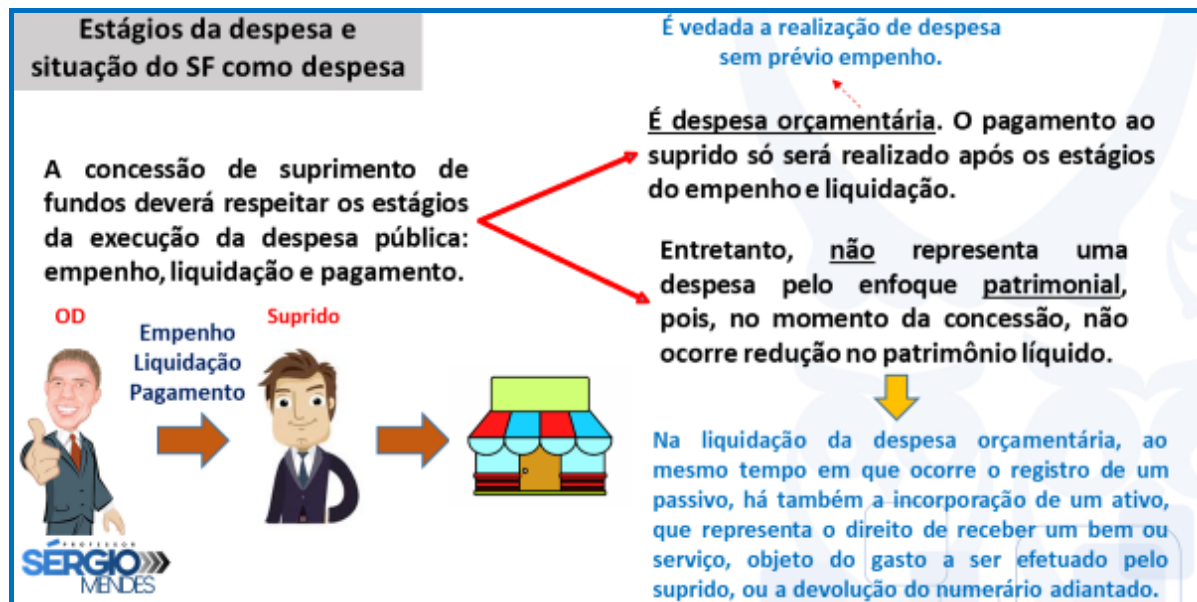 Estágios da despesa e
situação do SF como despesa
A concessão de suprimento de
fundos deverá respeitar os estágios
da execução da despesa pública:
empenho, liquidação e pagamento.
OD
Empenho
Liquidação
Pagamento
Suprido
É vedada a realização de despesa
sem prévio empenho.
É despesa orçamentária. O pagamento ao
suprido só será realizado após os estágios
do empenho e liquidação.
Entretanto, não representa uma
despesa pelo enfoque patrimonial,
pois, no momento da concessão, não
ocorre redução no patrimônio líquido.
Na liquidação da despesa orçamentária, ao
mesmo tempo em que ocorre o registro de um
passivo, há também a incorporação de um ativo,
que representa o direito de receber um bem ou
serviço, objeto do gasto a ser efetuado pelo
suprido, ou a devolução do numerário adiantado.
PROFESSOR
SÉRGIO
MENDES